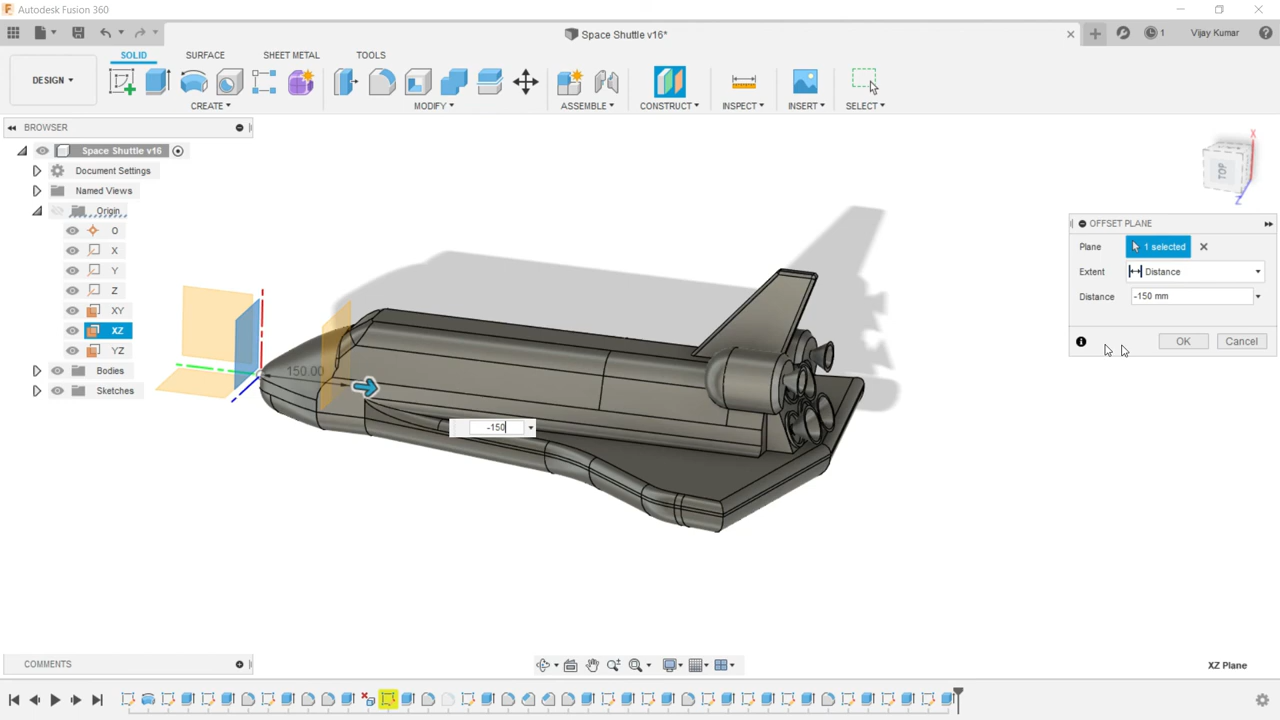 Autodesk Fusion 360
Space Shuttle v16*
1
Vijay Kumar
DESIGN
SOLID
SURFACE
SHEET METAL
TOOLS
CREATE
MODIFY
ASSEMBLE
CONSTRUCT
INSPECT
INSERT
SELECT
BROWSER
Space Shuttle v16
Document Settings
Named Views
Origin
O
X
Y
Z
XY
XZ
YZ
Bodies
Sketches
150.00
-150
X
TOP
Z
OFFSET PLANE
Plane 1 selected
Extent Distance
Distance -150 mm
OK Cancel
COMMENTS
XZ Plane